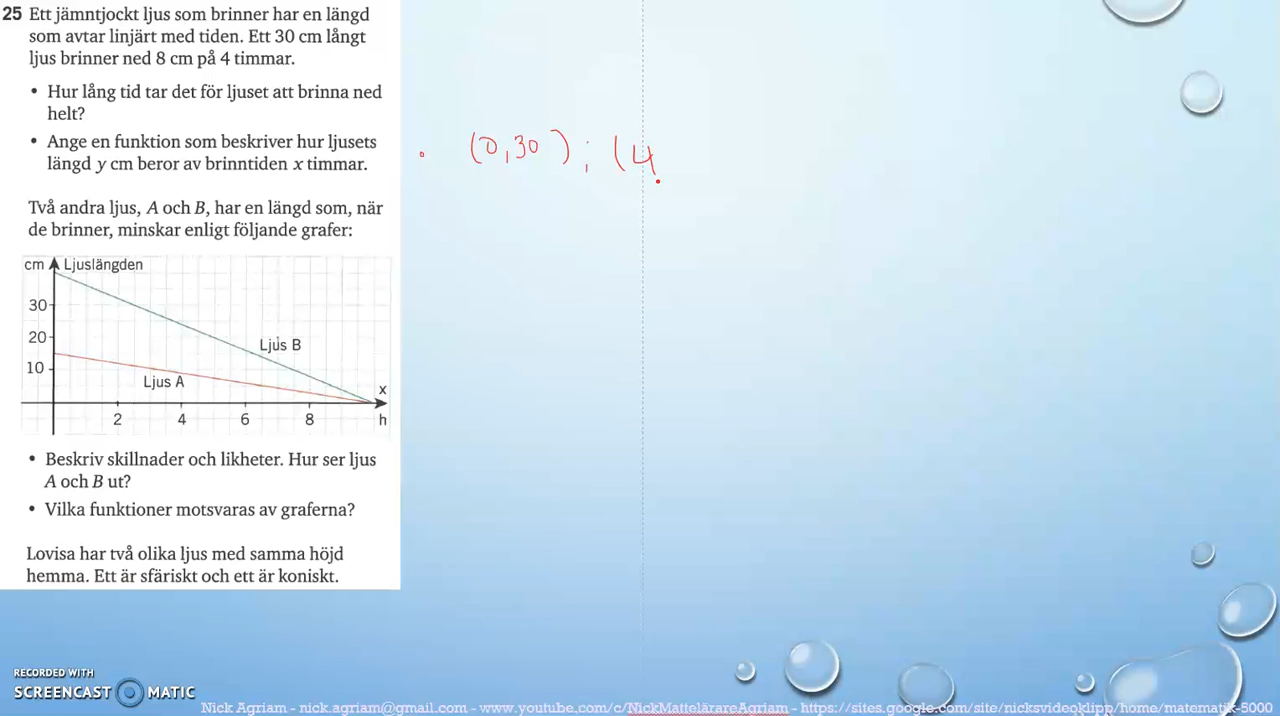 25 Ett jämntjockt ljus som brinner har en längd
som avtar linjärt med tiden. Ett 30 cm långt
ljus brinner ned 8 cm på 4 timmar.
• Hur lång tid tar det för ljuset att brinna ned
helt?
• Ange en funktion som beskriver hur ljusets
längd y cm beror av brinntiden x timmar.
(0,30) ; (4
Två andra ljus, A och B, har en längd som, när
de brinner, minskar enligt följande grafer:
cm Ljuslängden
30
20
Ljus B
10
Ljus A
x
2 4 6 8 h
• Beskriv skillnader och likheter. Hur ser ljus
A och B ut?
• Vilka funktioner motsvaras av graferna?
Lovisa har två olika ljus med samma höjd
hemma. Ett är sfäriskt och ett är koniskt.
RECORDED WITH
SCREENCAST MATIC
Nick Agriam - nick.agriam@gmail.com - www.youtube.com/c/NickMattelärareAgriam - https://sites.google.com/site/nicksvideoklipp/home/matematik-5000